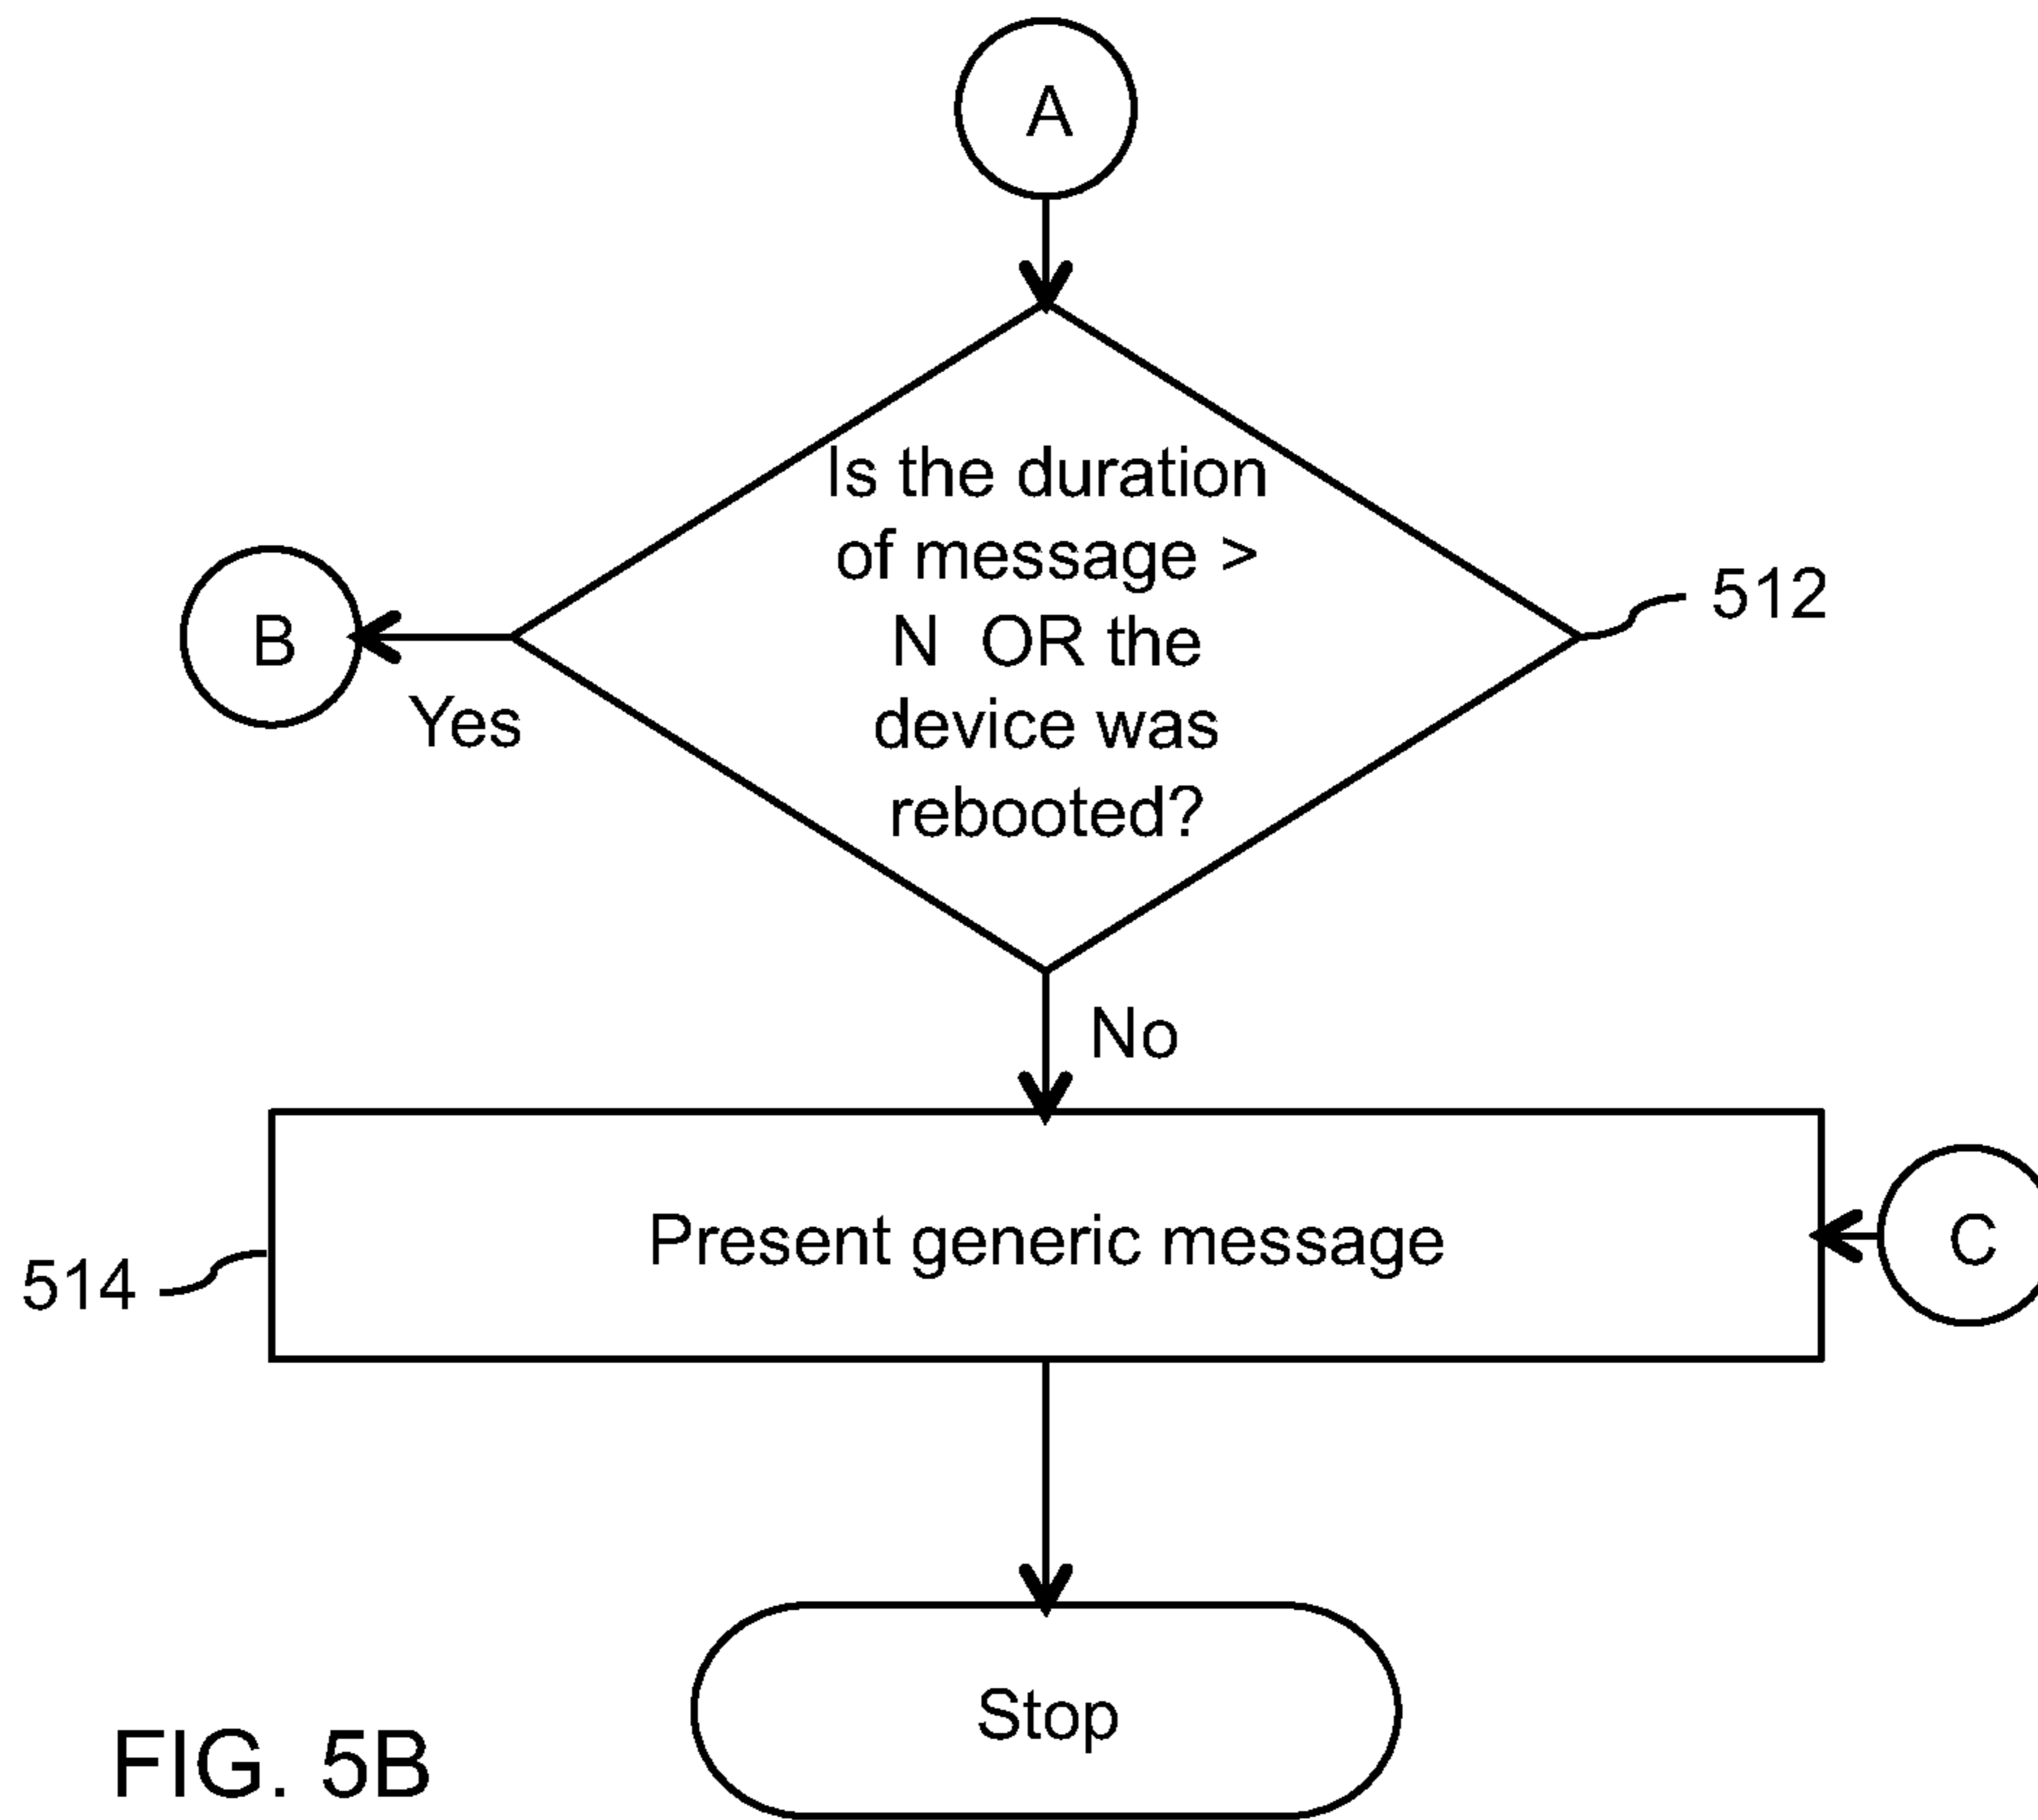 A
Is the duration
of message >
N OR the
device was
rebooted?
512
B
Yes
No
Present generic message
C
514
Stop
FIG. 5B